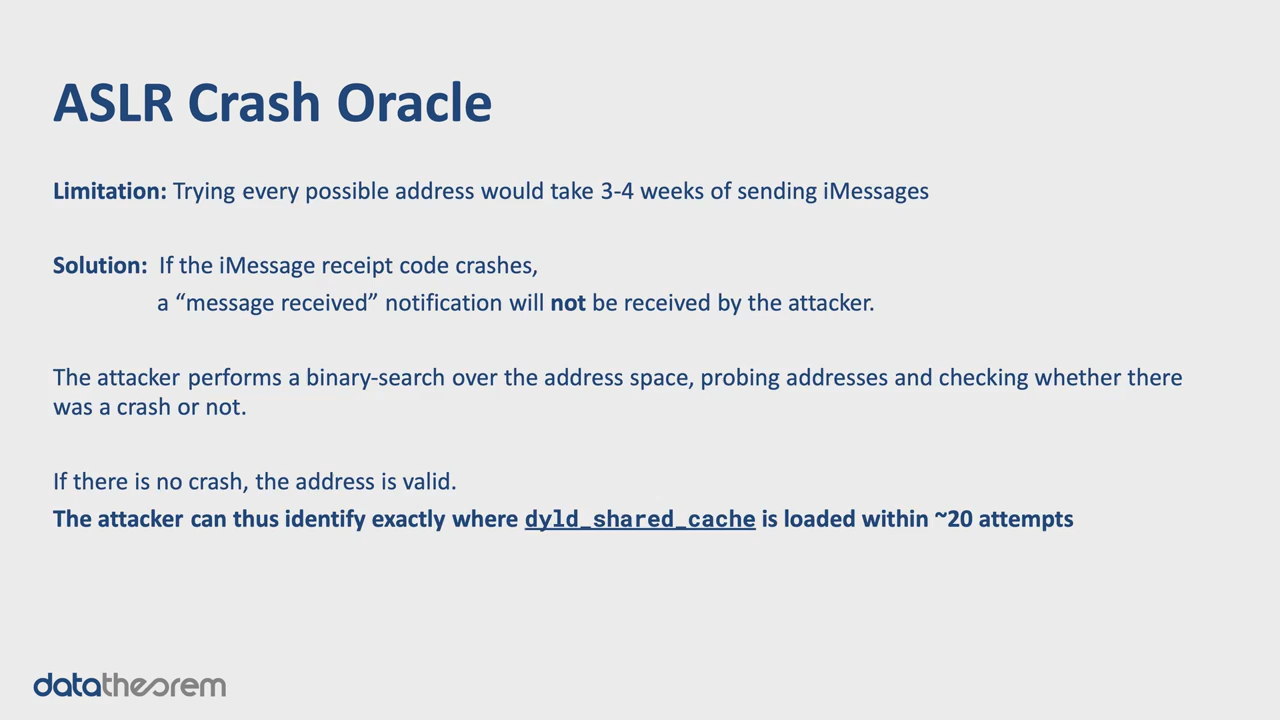 ASLR Crash Oracle
Limitation: Trying every possible address would take 3-4 weeks of sending iMessages
Solution: If the iMessage receipt code crashes,
a “message received” notification will not be received by the attacker.
The attacker performs a binary-search over the address space, probing addresses and checking whether there
was a crash or not.
If there is no crash, the address is valid.
The attacker can thus identify exactly where dyld_shared_cache is loaded within ~20 attempts
datatheorem